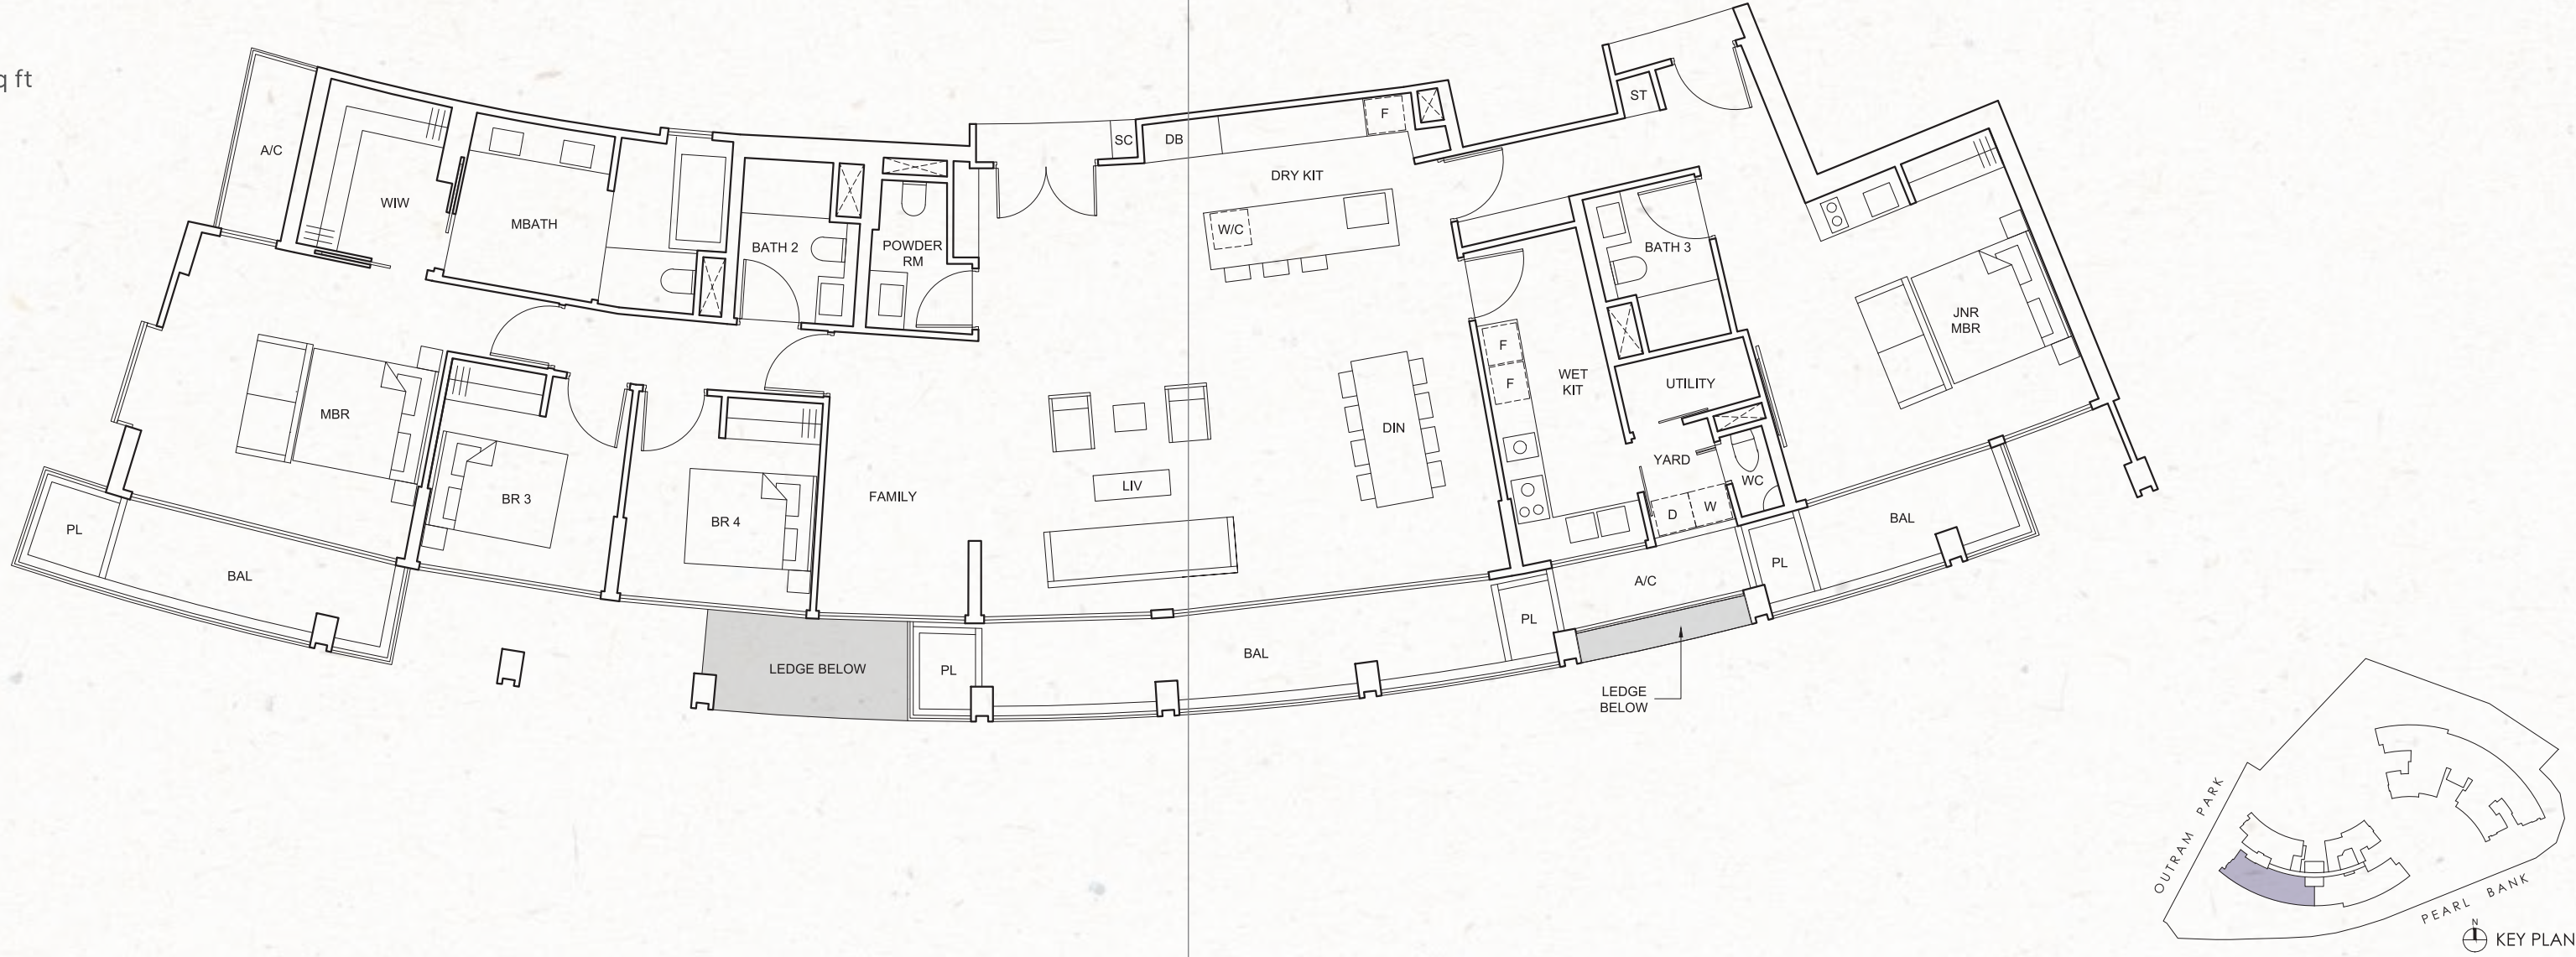 q ft
A/C
WIW
MBATH
BATH 2
POWDER
RM
SC
DB
F
DRY KIT
W/C
ST
BATH 3
JNR
MBR
MBR
BR 3
BR 4
FAMILY
LIV
DIN
F
F
WET
KIT
UTILITY
YARD
WC
D
W
PL
BAL
LEDGE BELOW
PL
BAL
PL
A/C
PL
BAL
LEDGE
BELOW
OUTRAM PARK
PEARL BANK
N
KEY PLAN